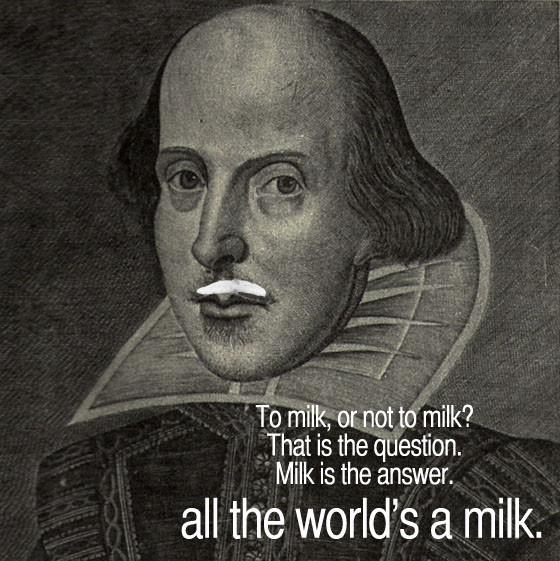 To milk, or not to milk?
That is the question.
Milk is the answer.
all the world's a milk.